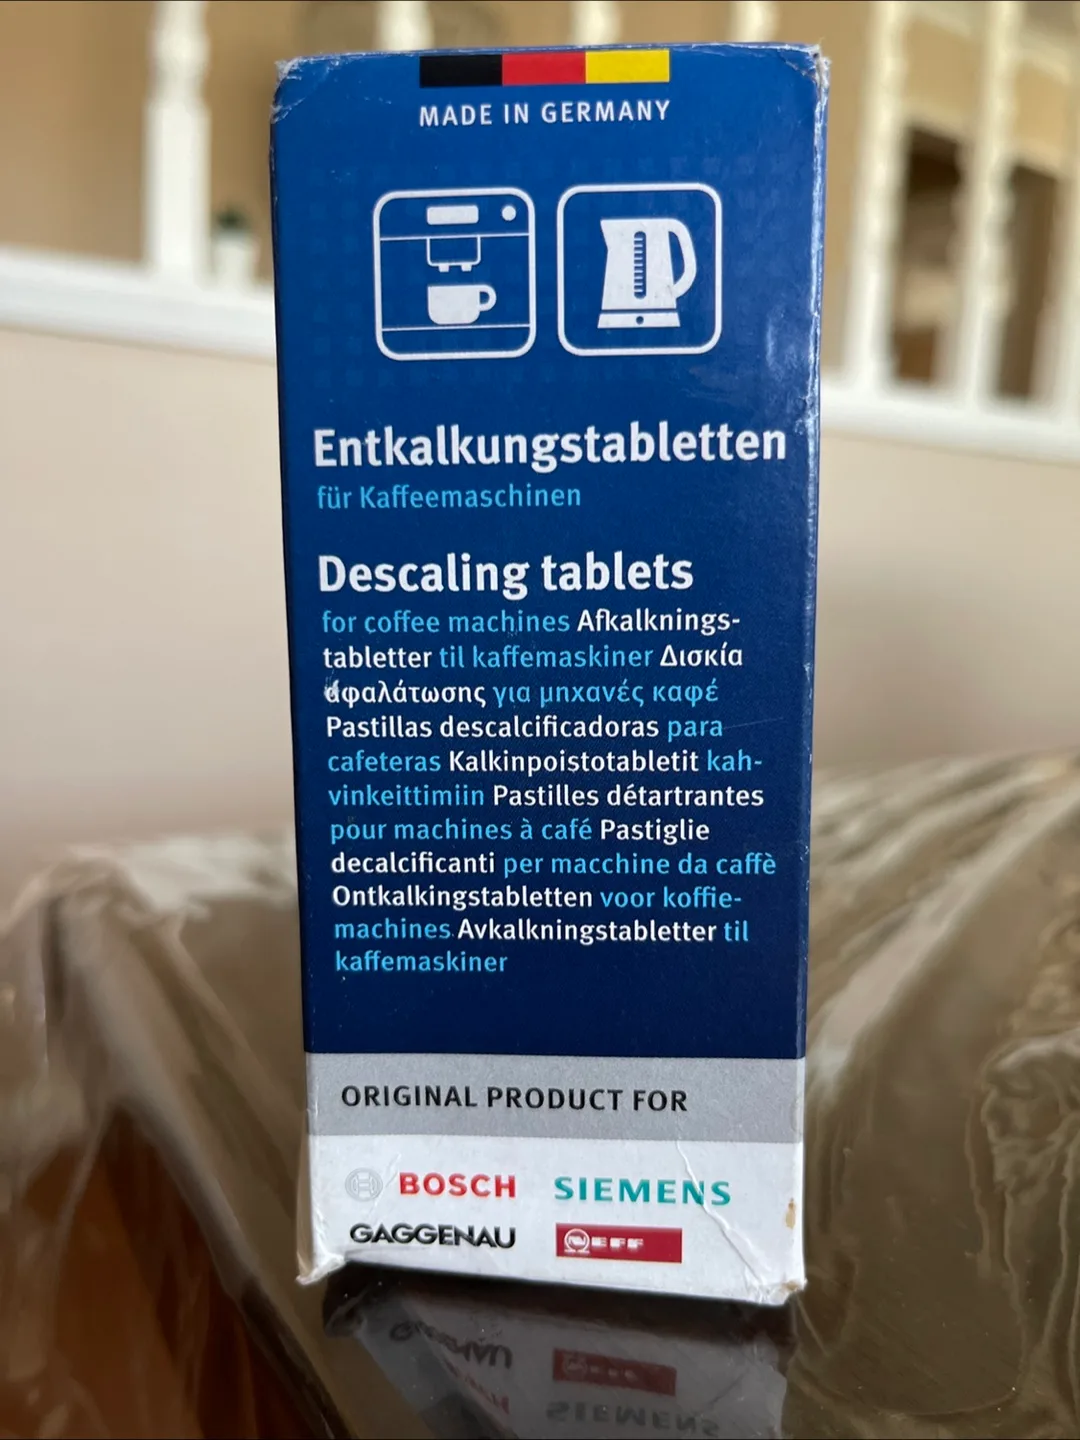 MADE IN GERMANY
Entkalkungstabletten
für Kaffeemaschinen
Descaling tablets
for coffee machines Afkalknings-
tabletter til kaffemaskiner Δισκία
αφαλάτωσης για μηχανές καφέ
Pastillas descalcificadoras para
cafeteras Kalkinpoistotabletit kah-
vinkeittimiin Pastilles détartrantes
pour machines à café Pastiglie
decalcificanti per macchine da caffè
Ontkalkingstabletten voor koffie-
machines Avkalkningstabletter til
kaffemaskiner
ORIGINAL PRODUCT FOR
BOSCH SIEMENS
GAGGENAU NEFF